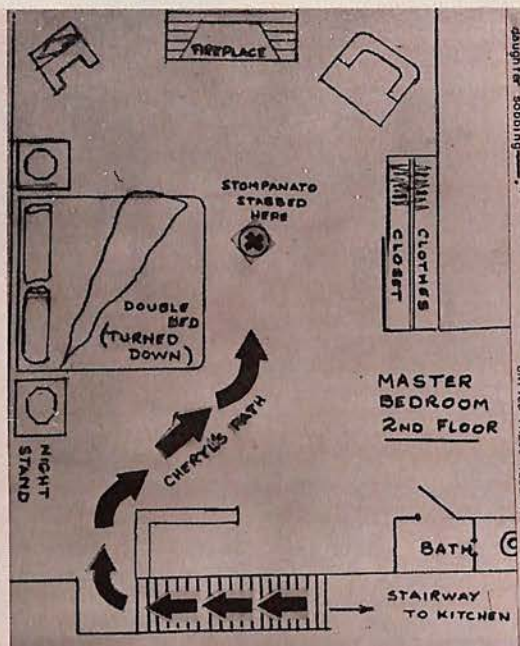 FIREPLACE
daughter sobbing
STOMPANATO
STABBED
HERE
CLOSET
CLOTHES
DOUBLE
BED
(TURNED
DOWN)
CHERYL'S PATH
MASTER
BEDROOM
2ND FLOOR
NIGHT
STAND
BATH
STAIRWAY
TO KITCHEN